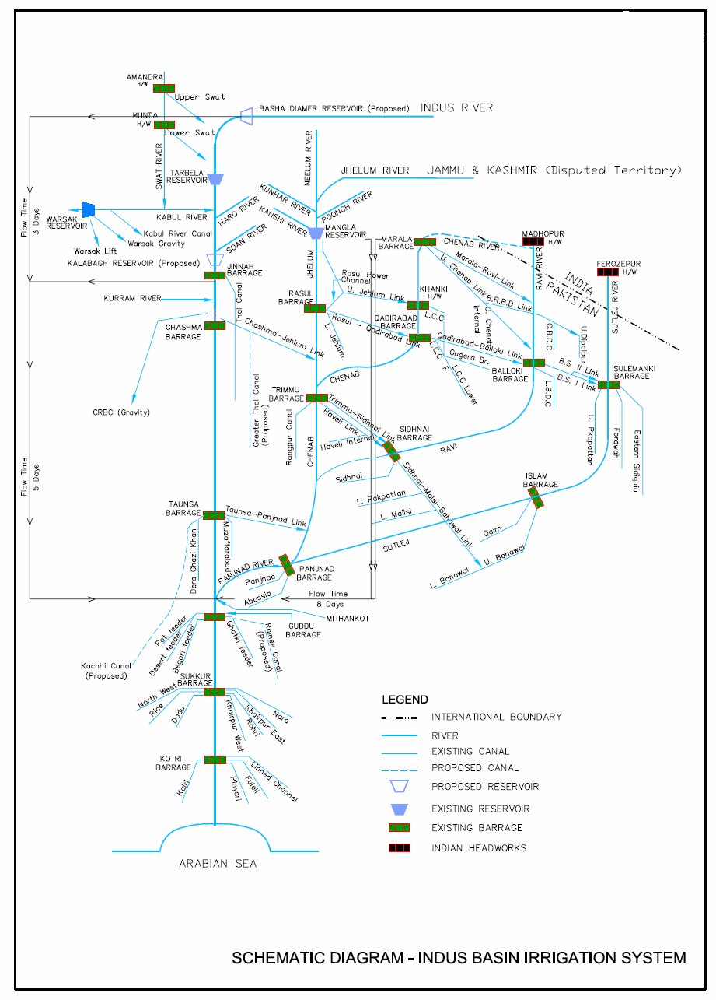 AMANDRA
H/W
Upper Swat
MUNDA
H/W
Lower Swat
BASHA DIAMER RESERVOIR (Proposed)
INDUS RIVER
SWAT RIVER
TARBELA
RESERVOIR
NEELUM RIVER
JHELUM RIVER
JAMMU & KASHMIR (Disputed Territory)
KUNHAR RIVER
POONCH RIVER
KANSHI RIVER
MANGLA
RESERVOIR
Flow Time
3 Days
WARSAK
RESERVOIR
KABUL RIVER
HARO RIVER
Kabul River Canal
Warsak Gravity
Warsak Lift
SOAN RIVER
KALABAGH RESERVOIR (Proposed)
JINNAH
BARRAGE
JHELUM
MARALA
BARRAGE
CHENAB RIVER
MADHOPUR
H/W
FEROZEPUR
H/W
INDIA
PAKISTAN
RAVI RIVER
SUTLEJ RIVER
Marala-Ravi-Link
U. Chenab Link
B.R.B.D Link
U Chenab
Internal
Rasul Power
Channel
U. Jehlum Link
KHANKI
H/W
L.C.C
KURRAM RIVER
Thal Canal
RASUL
BARRAGE
QADIRABAD
BARRAGE
CHASHMA
BARRAGE
Chashma-Jehlum Link
L. Jehlum
Rasul - Qadirabad Link
Qadirabad-Balloki Link
C.B.D.C
U.Dipalpur
L.C.C F
Gugera Br.
L.C.C Lower
BALLOKI
BARRAGE
B.S. II Link
B.S. I Link
SULEMANKI
BARRAGE
L.B.D.C
CRBC (Gravity)
Greater Thal Canal
(Proposed)
CHENAB
TRIMMU
BARRAGE
Rangpur Canal
CHENAB
Trimmu-Sidhnai Link
Haveli Link
Haveli Internal
SIDHNAI
BARRAGE
RAVI
U. Pkapattan
Fordwah
Eastern Sidiquia
Flow Time
5 Days
Sidhnai
ISLAM
BARRAGE
L. Pakpattan
L. Mailsi
Sidhnai-Malsi-Bahawal Link
Qaim
TAUNSA
BARRAGE
Taunsa-Panjnad Link
Dera Ghazi Khan
Muzaffarabad
SUTLEJ
U. Bahawal
L. Bahawal
PANJNAD RIVER
PANJNAD
BARRAGE
Panjnad
Abassia
Flow Time
8 Days
MITHANKOT
GUDDU
BARRAGE
Pat feeder
Desert feeder
Begari feeder
Ghotki feeder
Rainee Canal
(Proposed)
Kachhi Canal
(Proposed)
SUKKUR
BARRAGE
North West
Rice
Dadu
Khairpur West
Rohri
Khairpur East
Nara
KOTRI
BARRAGE
Kalri
Pinyari
Fuleli
Linned Channel
ARABIAN SEA
LEGEND
INTERNATIONAL BOUNDARY
RIVER
EXISTING CANAL
PROPOSED CANAL
PROPOSED RESERVOIR
EXISTING RESERVOIR
EXISTING BARRAGE
INDIAN HEADWORKS
SCHEMATIC DIAGRAM - INDUS BASIN IRRIGATION SYSTEM